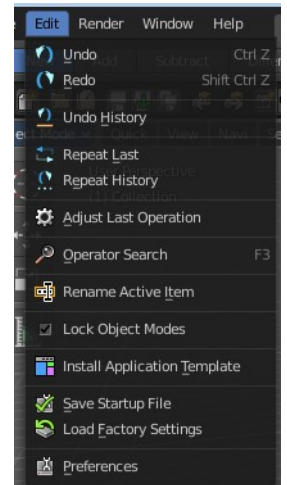 Edit Render Window Help
Undo Ctrl Z
Redo Shift Ctrl Z
Undo History
Repeat Last
Repeat History
Adjust Last Operation
Operator Search F3
Rename Active Item
Lock Object Modes
Install Application Template
Save Startup File
Load Factory Settings
Preferences